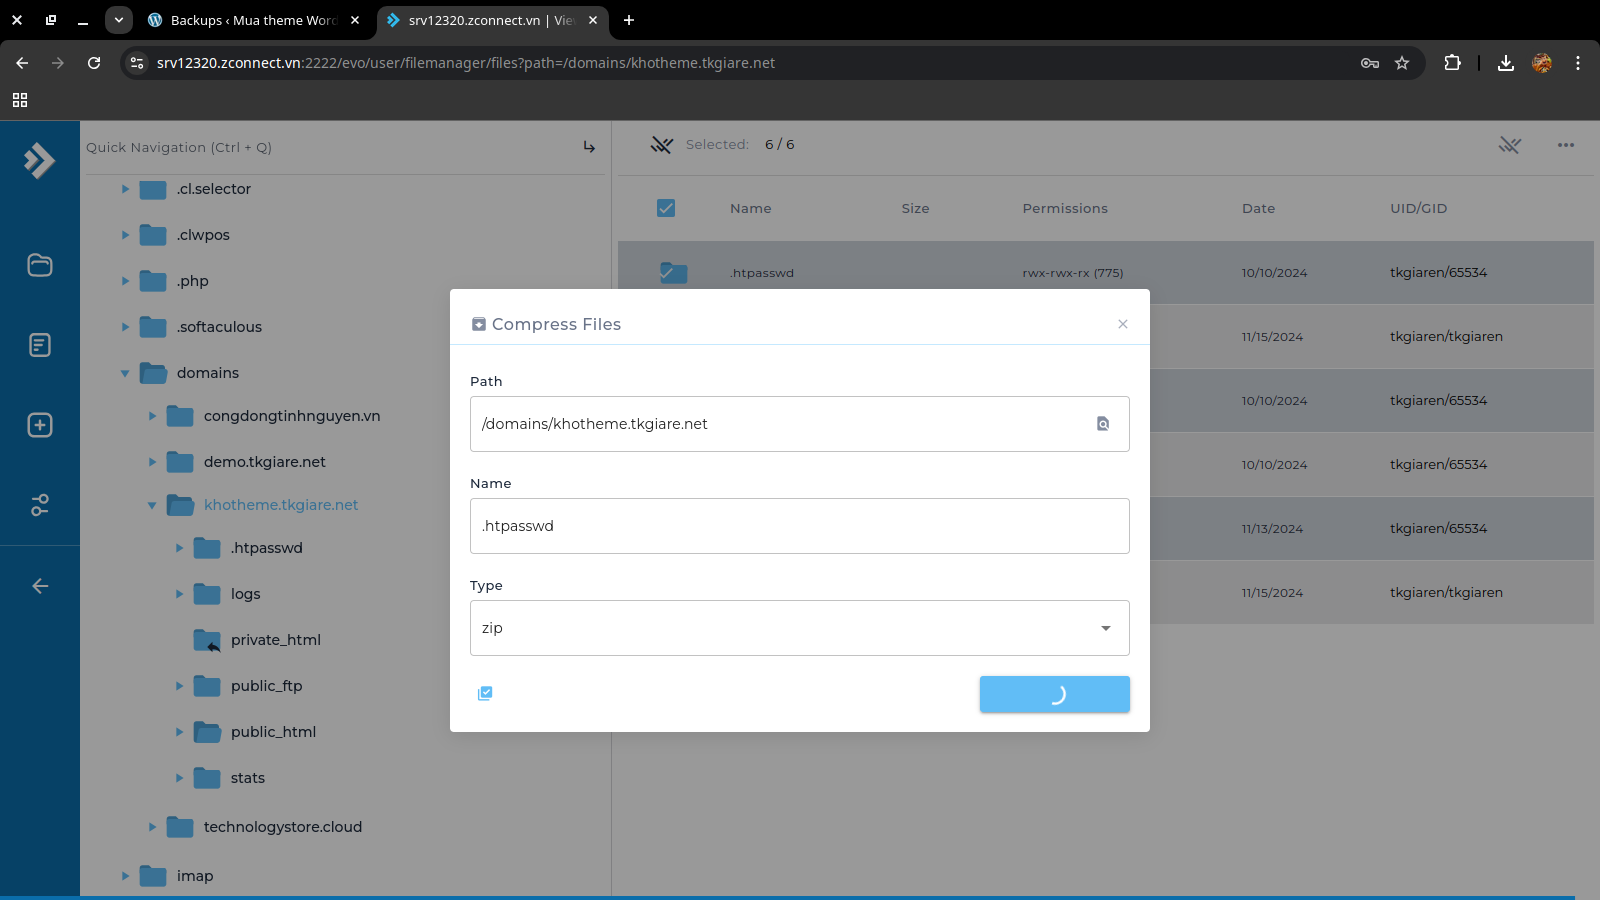 Backups ‹ Mua theme Word
srv12320.zconnect.vn | Vie
srv12320.zconnect.vn:2222/evo/user/filemanager/files?path=/domains/khotheme.tkgiare.net
Quick Navigation (Ctrl + Q)
.cl.selector
.clwpos
.php
.softaculous
domains
congdongtinhnguyen.vn
demo.tkgiare.net
khotheme.tkgiare.net
.htpasswd
logs
private_html
public_ftp
public_html
stats
technologystore.cloud
imap
Selected: 6 / 6
Name Size Permissions Date UID/GID
.htpasswd rwx-rwx-rx (775) 10/10/2024 tkgiaren/65534
11/15/2024 tkgiaren/tkgiaren
10/10/2024 tkgiaren/65534
10/10/2024 tkgiaren/65534
11/13/2024 tkgiaren/65534
11/15/2024 tkgiaren/tkgiaren
Compress Files
Path
/domains/khotheme.tkgiare.net
Name
.htpasswd
Type
zip